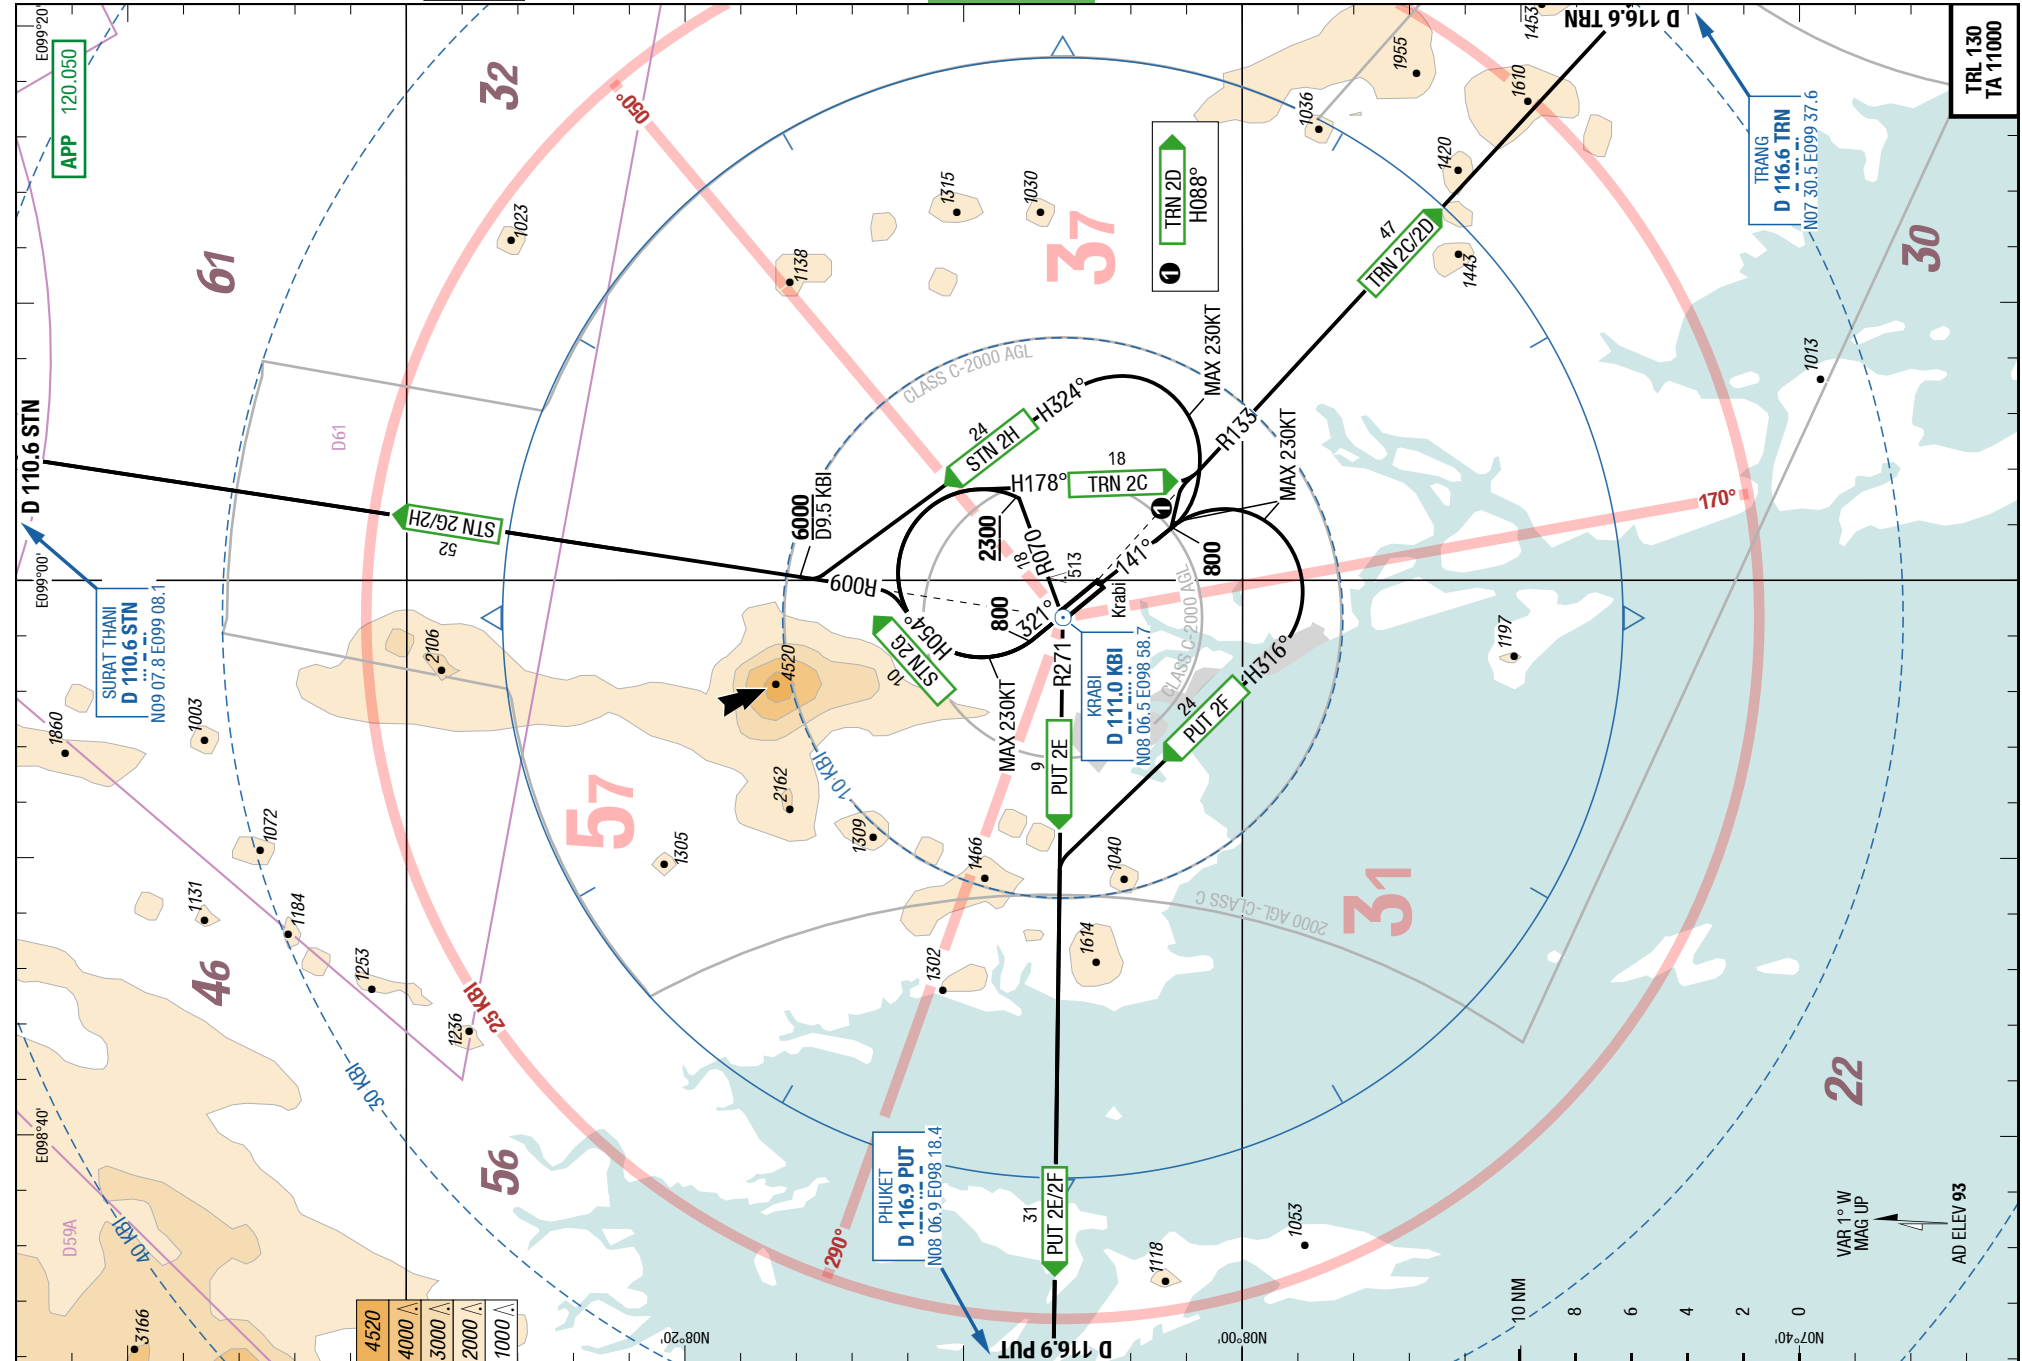 E099°20'
APP 120.050
32
61
050°
1023
1315
1030
1138
37
1036
1955
1453
1610
1420
1443
D 116.6 TRN
TRL 130
TA 11000
TRANG
D 116.6 TRN
N07 30.5 E099 37.6
30
1013
1
TRN 2D
H088°
47
TRN 2C/2D
MAX 230KT
R133
MAX 230KT
CLASS C-2000 AGL
H324°
24
STN 2H
H178°
18
TRN 2C
1
D61
D 110.6 STN
STN 2G/2H
52
6000
D9.5 KBI
R009
2300
R070
18
513
141°
800
170°
E099°00'
SURAT THANI
D 110.6 STN
N09 07.8 E099 08.1
2106
4520
H054°
STN 2G
10
800
321°
MAX 230KT
Krabi
R271
KRABI
D 111.0 KBI
N08 06.5 E098 58.7
CLASS C-2000 AGL
H316°
24
PUT 2F
9
PUT 2E
1197
1860
1003
1072
1131
1184
1253
1236
46
57
2162
1305
10 KBI
1309
1466
1040
1302
1614
2000 AGL-CLASS C
31
25 KBI
30 KBI
E098°40'
D59A
40 KBI
3166
56
PHUKET
D 116.9 PUT
N08 06.9 E098 18.4
290°
31
PUT 2E/2F
D 116.9 PUT
1118
1053
22
VAR 1° W
MAG UP
AD ELEV 93
4520
4000
3000
2000
1000
N08°20'
N08°00'
N07°40'
10 NM
8
6
4
2
0